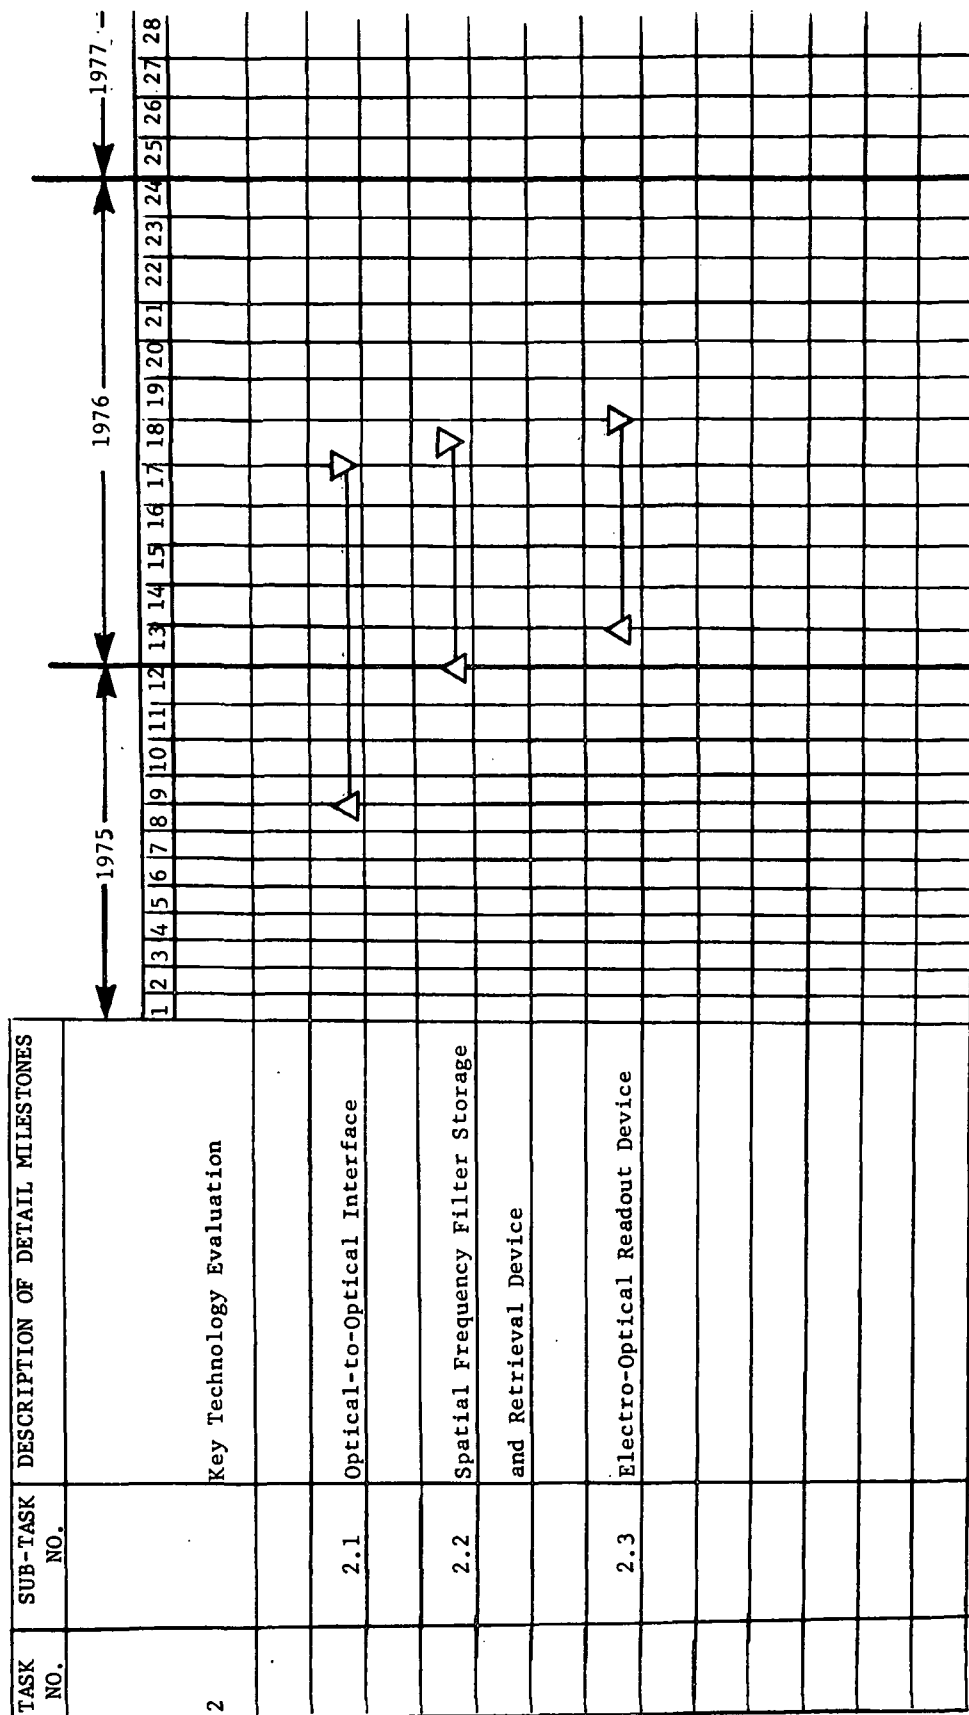 TASK NO. SUB-TASK NO. DESCRIPTION OF DETAIL MILESTONES
1975 1976 1977
1 2 3 4 5 6 7 8 9 10 11 12 13 14 15 16 17 18 19 20 21 22 23 24 25 26 27 28
2 Key Technology Evaluation
2.1 Optical-to-Optical Interface
2.2 Spatial Frequency Filter Storage
and Retrieval Device
2.3 Electro-Optical Readout Device